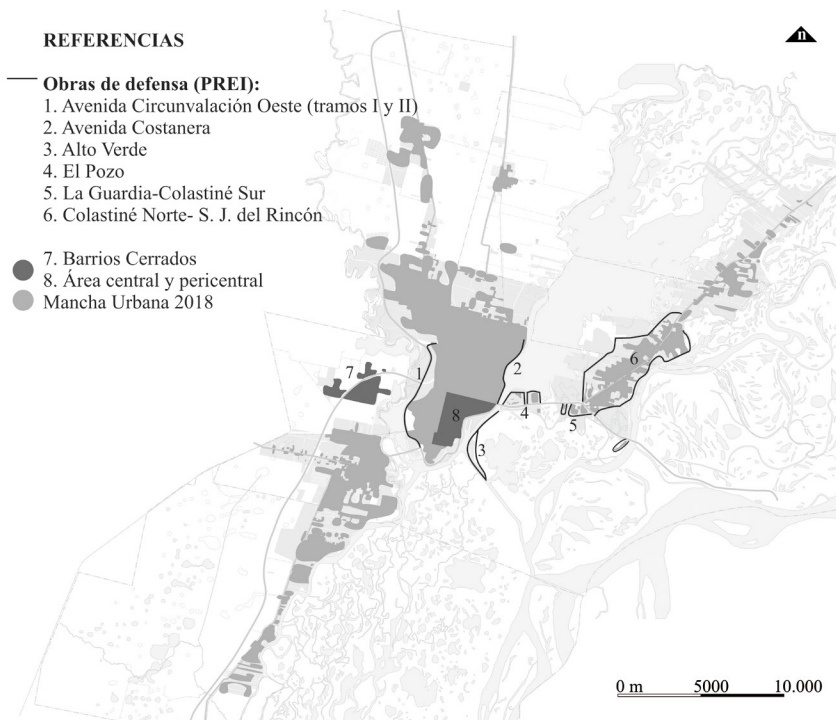 REFERENCIAS
n
Obras de defensa (PREI):
1. Avenida Circunvalación Oeste (tramos I y II)
2. Avenida Costanera
3. Alto Verde
4. El Pozo
5. La Guardia-Colastiné Sur
6. Colastiné Norte- S. J. del Rincón
7. Barrios Cerrados
8. Área central y pericentral
Mancha Urbana 2018
7
1
2
6
8
4
5
3
0 m 5000 10.000